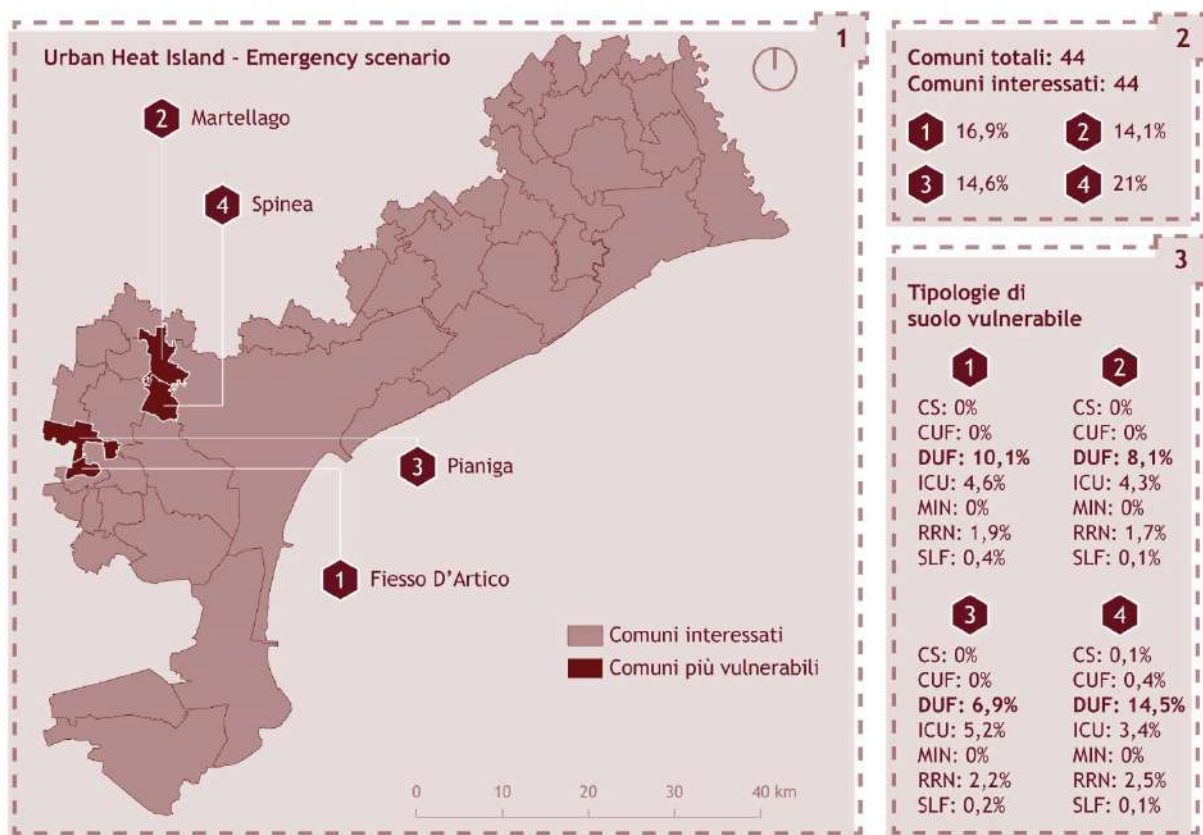 1
Urban Heat Island - Emergency scenario
2 Martellago
4 Spinea
3 Pianiga
1 Fiesso D'Artico
Comuni interessati
Comuni più vulnerabili
0 10 20 40 km
2
Comuni totali: 44
Comuni interessati: 44
1 16,9% 2 14,1%
3 14,6% 4 21%
3
Tipologie di
suolo vulnerabile
1
CS: 0%
CUF: 0%
DUF: 10,1%
ICU: 4,6%
MIN: 0%
RRN: 1,9%
SLF: 0,4%
2
CS: 0%
CUF: 0%
DUF: 8,1%
ICU: 4,3%
MIN: 0%
RRN: 1,7%
SLF: 0,1%
3
CS: 0%
CUF: 0%
DUF: 6,9%
ICU: 5,2%
MIN: 0%
RRN: 2,2%
SLF: 0,2%
4
CS: 0,1%
CUF: 0,4%
DUF: 14,5%
ICU: 3,4%
MIN: 0%
RRN: 2,5%
SLF: 0,1%